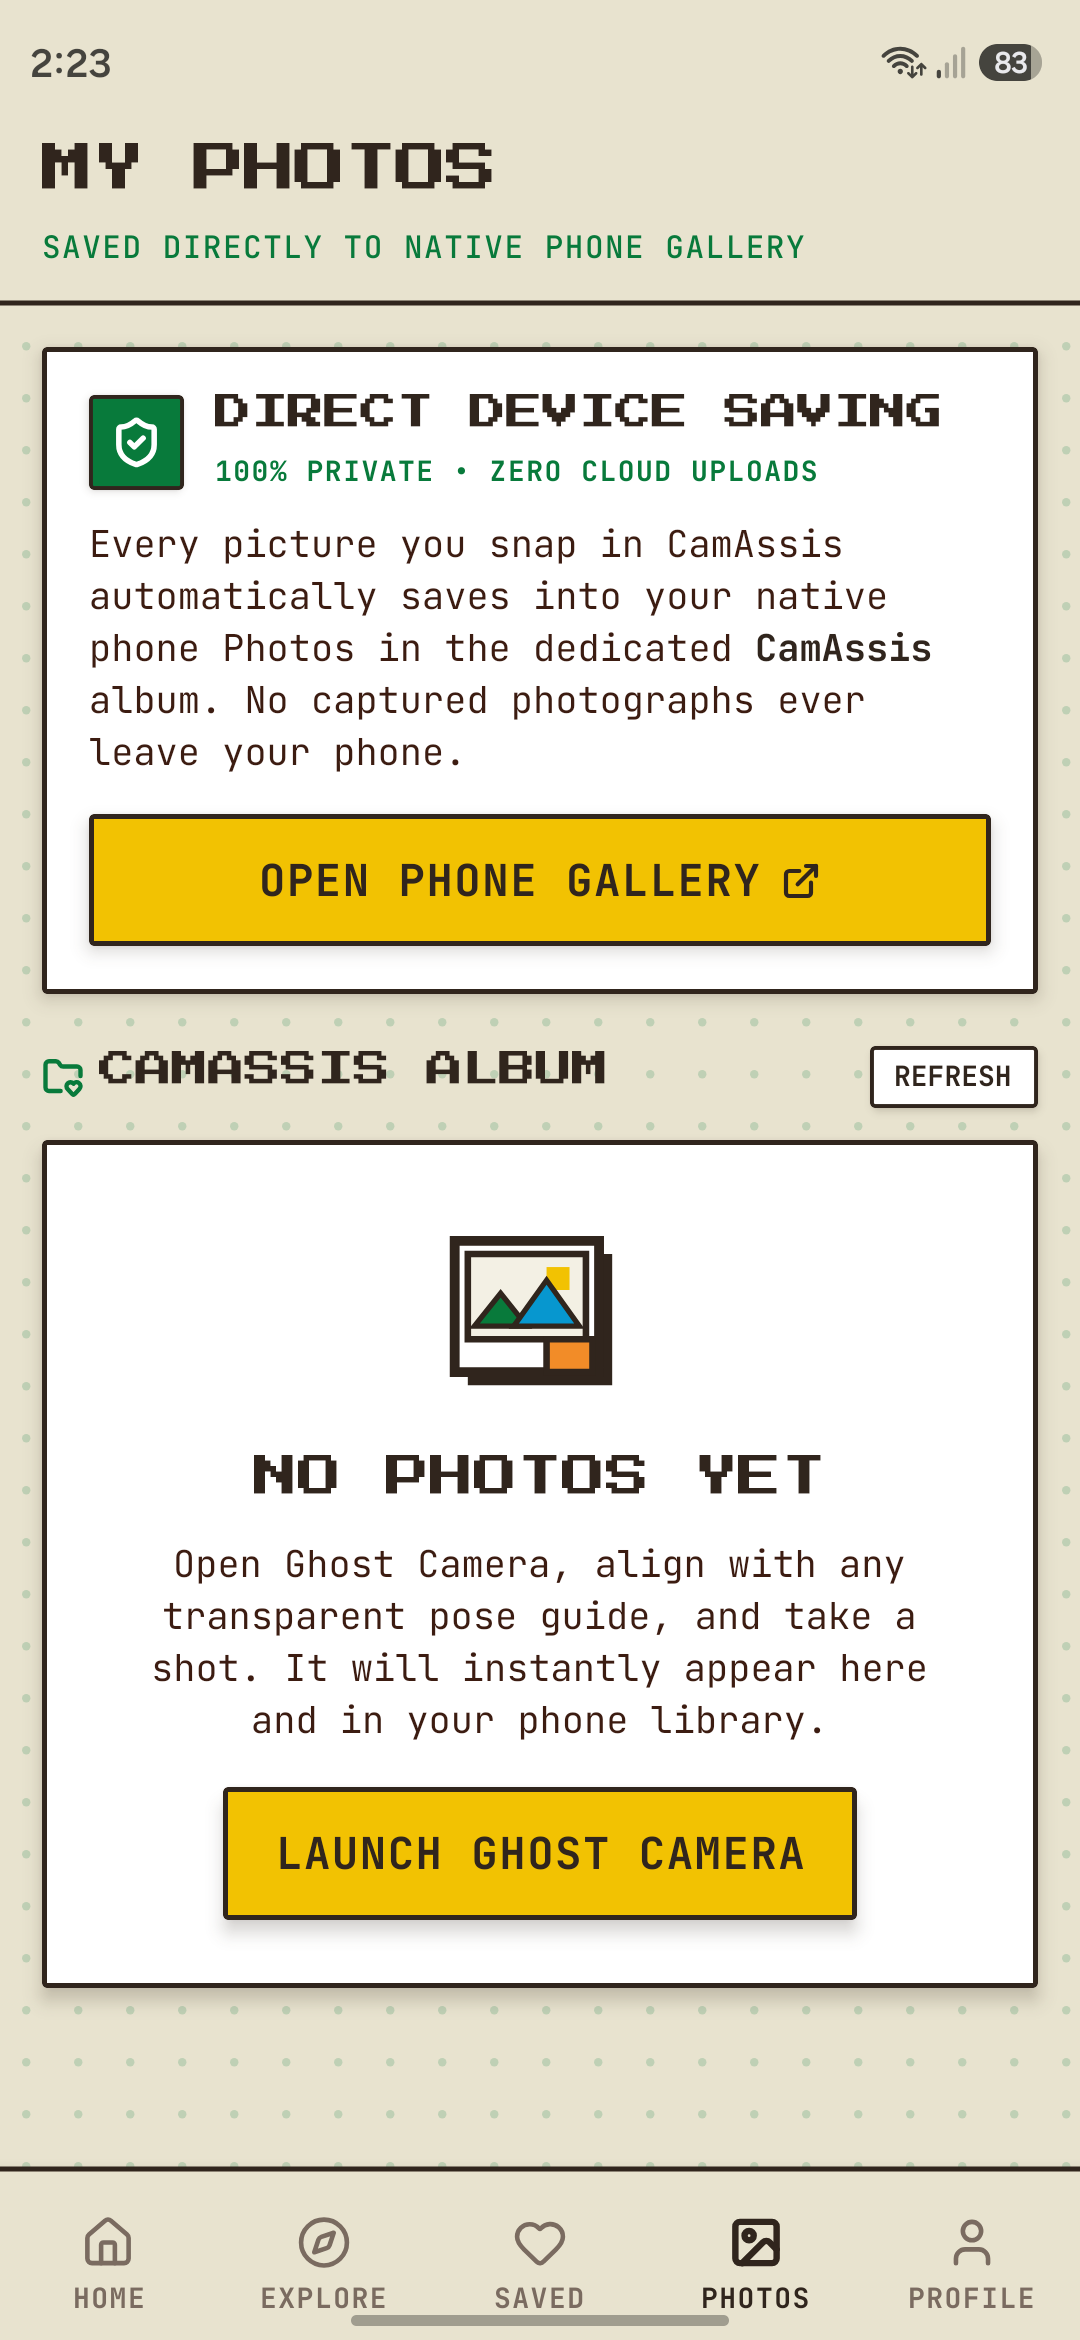 2:23
83
MY PHOTOS
SAVED DIRECTLY TO NATIVE PHONE GALLERY
DIRECT DEVICE SAVING
100% PRIVATE • ZERO CLOUD UPLOADS
Every picture you snap in CamAssis
automatically saves into your native
phone Photos in the dedicated CamAssis
album. No captured photographs ever
leave your phone.
OPEN PHONE GALLERY
CAMASSIS ALBUM
REFRESH
NO PHOTOS YET
Open Ghost Camera, align with any
transparent pose guide, and take a
shot. It will instantly appear here
and in your phone library.
LAUNCH GHOST CAMERA
HOME
EXPLORE
SAVED
PHOTOS
PROFILE